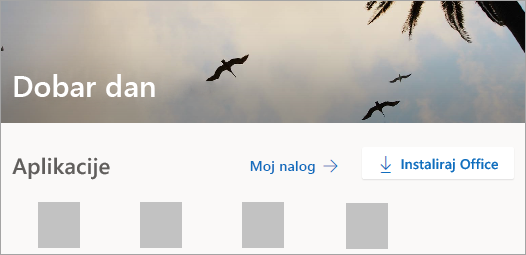 Dobar dan
Aplikacije
Moj nalog
Instaliraj Office